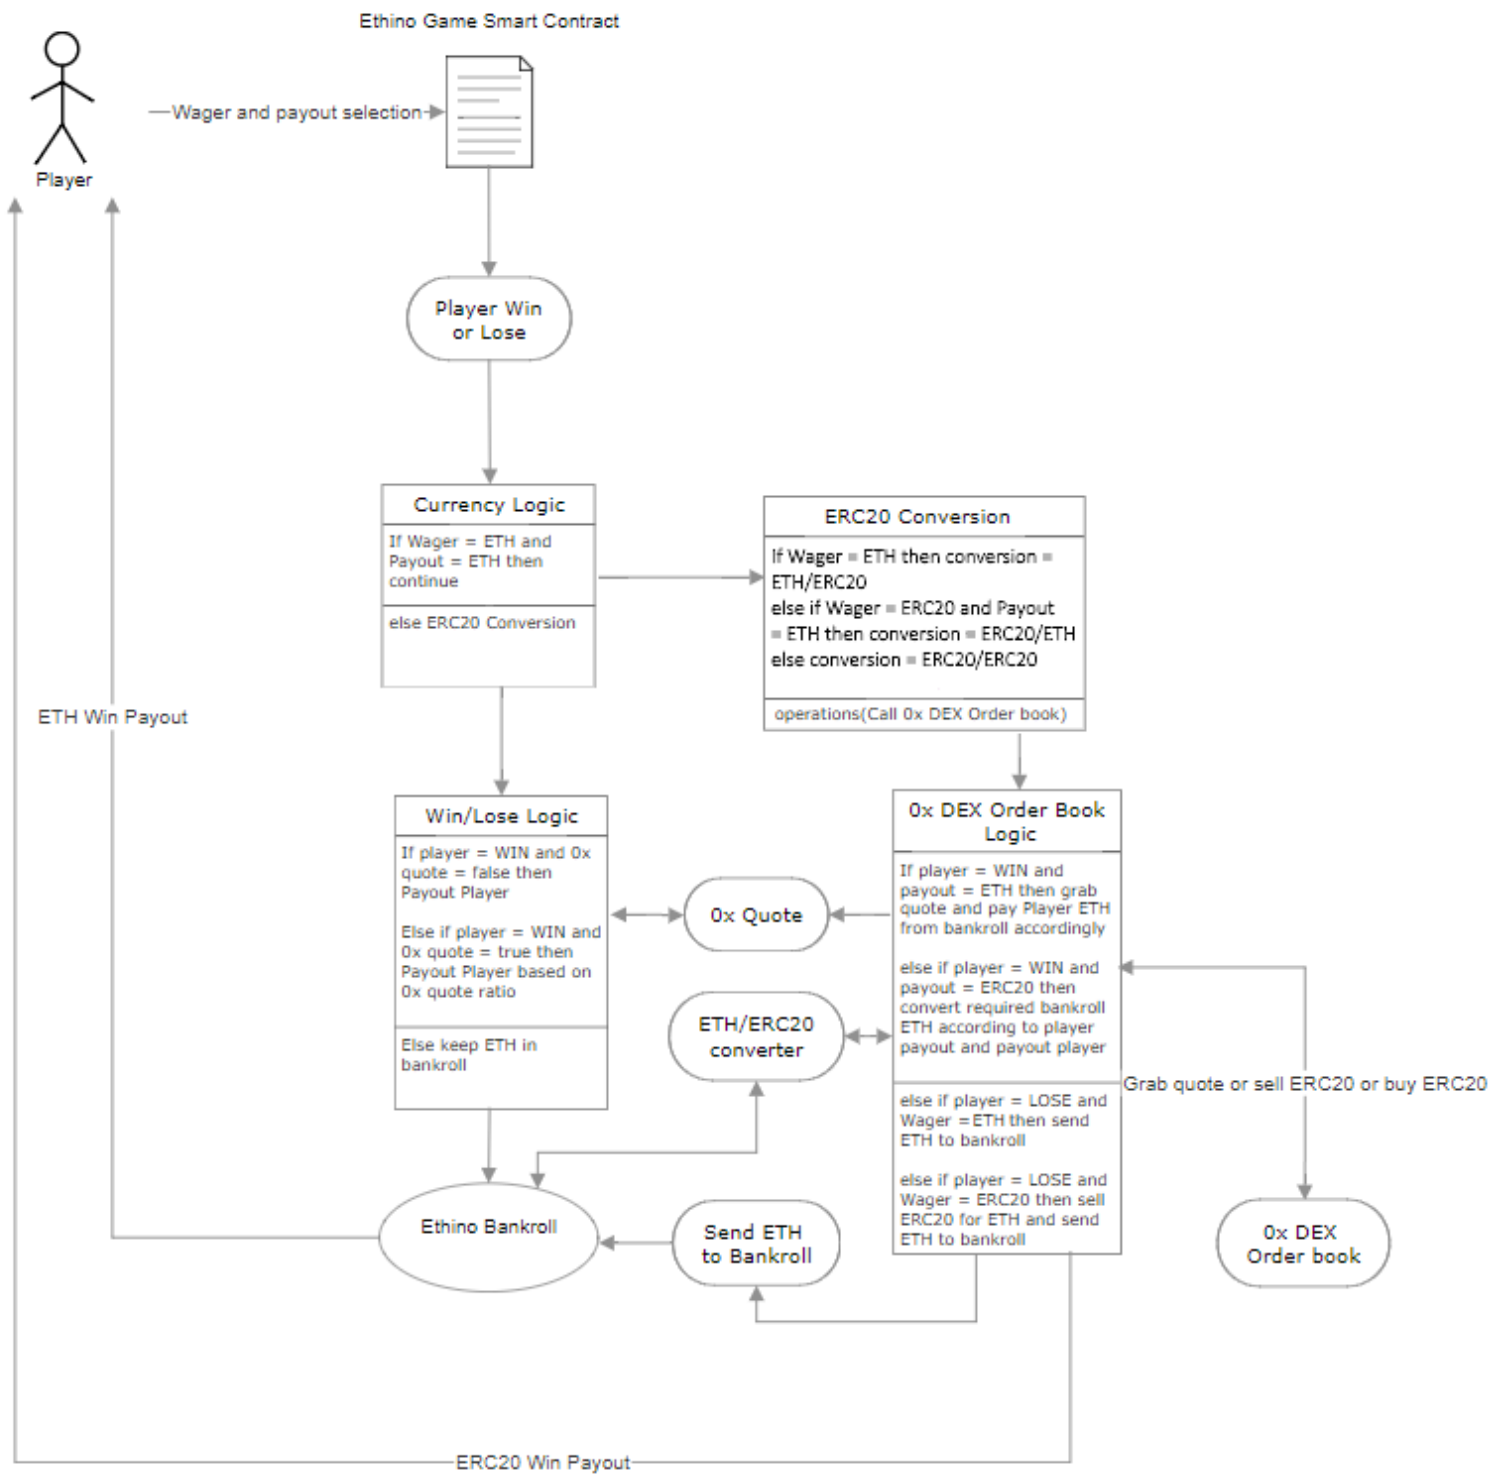 Ethino Game Smart Contract
Wager and payout selection
Player
Player Win
or Lose
Currency Logic
If Wager = ETH and
Payout = ETH then
continue
else ERC20 Conversion
ERC20 Conversion
If Wager = ETH then conversion =
ETH/ERC20
else if Wager = ERC20 and Payout
= ETH then conversion = ERC20/ETH
else conversion = ERC20/ERC20
operations(Call 0x DEX Order book)
ETH Win Payout
Win/Lose Logic
If player = WIN and 0x
quote = false then
Payout Player
Else if player = WIN and
0x quote = true then
Payout Player based on
0x quote ratio
Else keep ETH in
bankroll
0x Quote
ETH/ERC20
converter
0x DEX Order Book
Logic
If player = WIN and
payout = ETH then grab
quote and pay Player ETH
from bankroll accordingly
else if player = WIN and
payout = ERC20 then
convert required bankroll
ETH according to player
payout and payout player
else if player = LOSE and
Wager =ETH then send
ETH to bankroll
else if player = LOSE and
Wager = ERC20 then sell
ERC20 for ETH and send
ETH to bankroll
Grab quote or sell ERC20 or buy ERC20
Ethino Bankroll
Send ETH
to Bankroll
0x DEX
Order book
ERC20 Win Payout